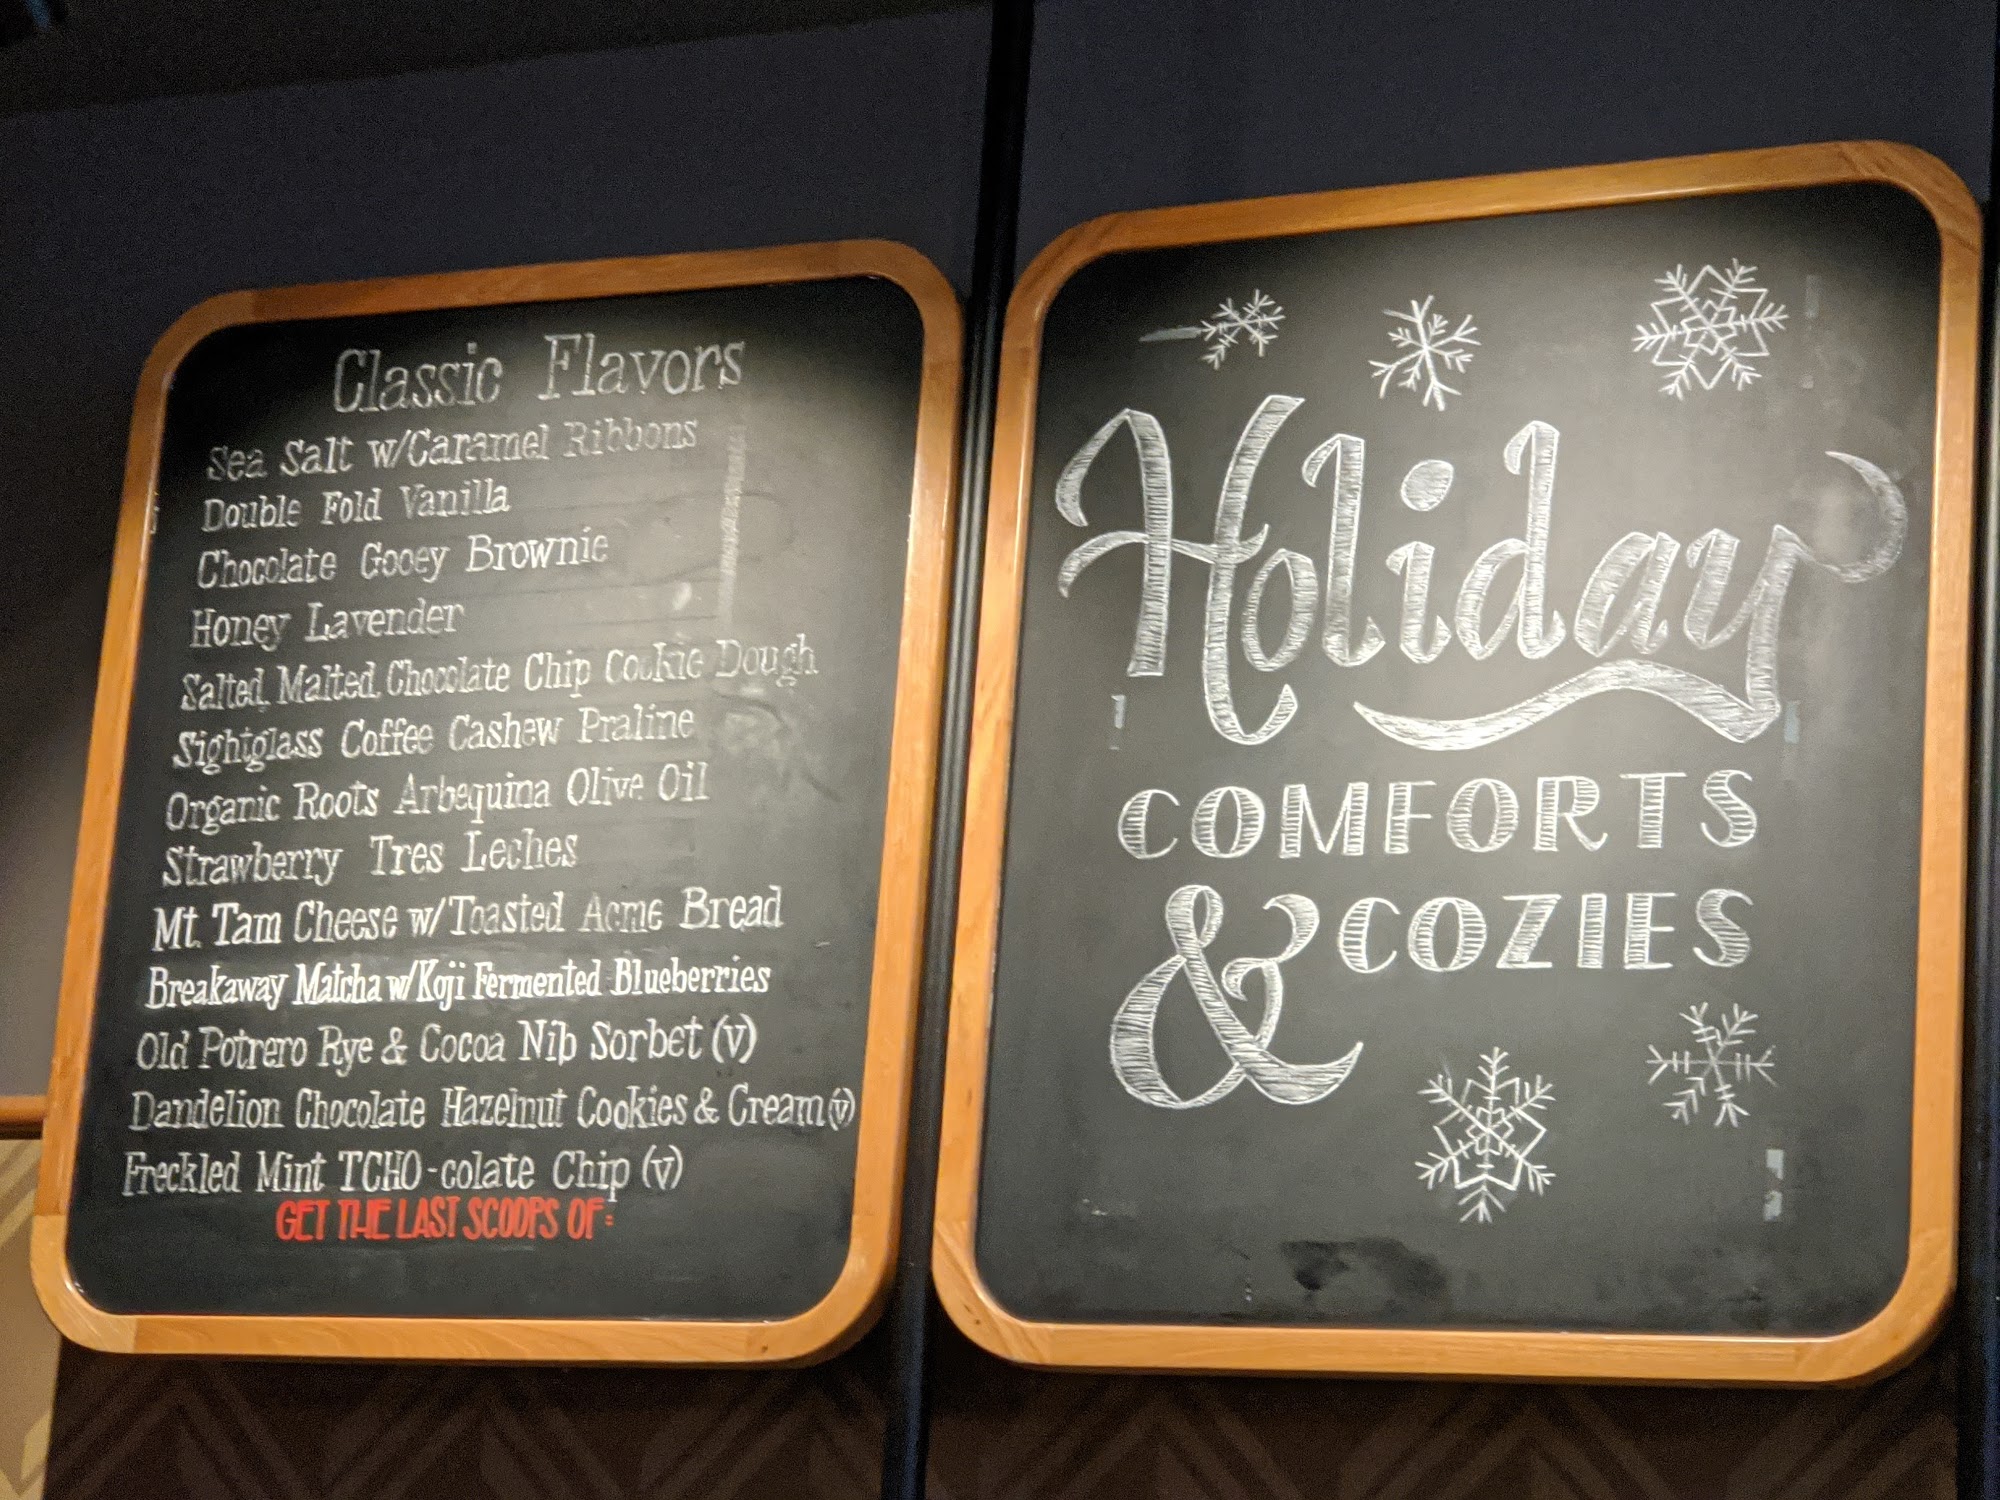 Classic Flavors
Sea Salt w/Caramel Ribbons
Double Fold Vanilla
Chocolate Gooey Brownie
Honey Lavender
Salted, Malted, Chocolate Chip Cookie Dough
Sightglass Coffee Cashew Praline
Organic Roots Arbequina Olive Oil
Strawberry Tres Leches
Mt. Tam Cheese w/Toasted Acme Bread
Breakaway Matcha w/Koji Fermented Blueberries
Old Potrero Rye & Cocoa Nib Sorbet (v)
Dandelion Chocolate Hazelnut Cookies & Cream (v)
Freckled Mint TCHO-colate Chip (v)
GET THE LAST SCOOPS OF:
Holiday
COMFORTS
& COZIES